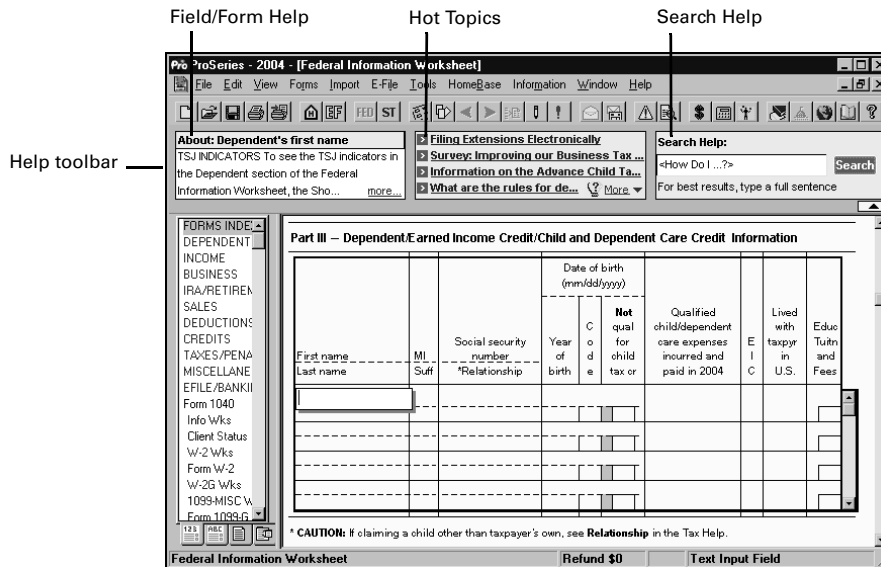 Field/Form Help
Hot Topics
Search Help
Help toolbar
Pro ProSeries - 2004 - [Federal Information Worksheet]
File Edit View Forms Import E-File Tools HomeBase Information Window Help
EF FED ST $ ?
About: Dependent's first name
TSJ INDICATORS To see the TSJ indicators in
the Dependent section of the Federal
Information Worksheet, the Sho... more...
Filing Extensions Electronically
Survey: Improving our Business Tax ...
Information on the Advance Child Ta...
What are the rules for de... More
Search Help:
<How Do I ...?> Search
For best results, type a full sentence
FORMS INDE
DEPENDENT
INCOME
BUSINESS
IRA/RETIREN
SALES
DEDUCTIONS
CREDITS
TAXES/PENA
MISCELLANE
EFILE/BANKI
Form 1040
Info Wks
Client Status
W-2 Wks
Form W-2
W-2G Wks
1099-MISC W
Form 1099-G
123 ABC
Part III – Dependent/Earned Income Credit/Child and Dependent Care Credit Information
First name
Last name
MI
Suff
Social security
number
*Relationship
Date of birth
(mm/dd/yyyy)
Year
of
birth
C
o
d
e
Not
qual
for
child
tax cr
Qualified
child/dependent
care expenses
incurred and
paid in 2004
E
I
C
Lived
with
taxpyr
in
U.S.
Educ
Tuitn
and
Fees
* CAUTION: If claiming a child other than taxpayer's own, see Relationship in the Tax Help.
Federal Information Worksheet
Refund $0
Text Input Field